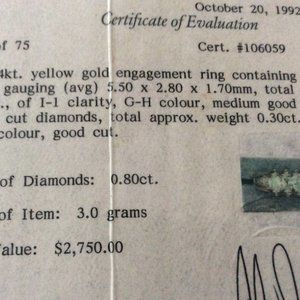 October 20, 1992
Certificate of Evaluation
of 75 Cert. #106059
4kt. yellow gold engagement ring containing
gauging (avg) 5.50 x 2.80 x 1.70mm, total
., of I-1 clarity, G-H colour, medium good
cut diamonds, total approx. weight 0.30ct.
colour, good cut.
of Diamonds: 0.80ct.
of Item: 3.0 grams
Value: $2,750.00